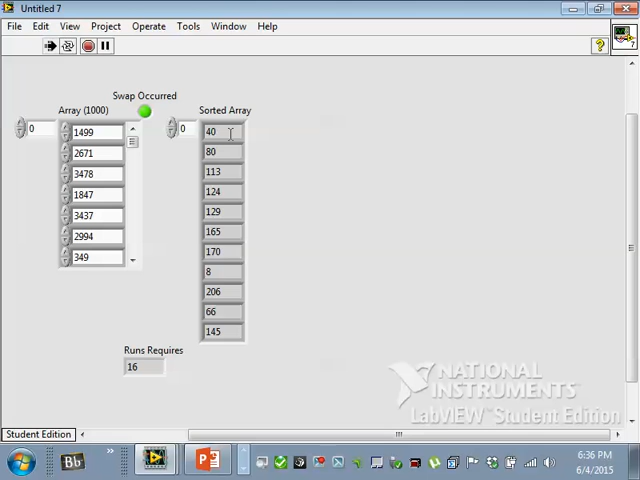 Untitled 7
File Edit View Project Operate Tools Window Help
7
Swap Occurred
Array (1000)
Sorted Array
0
1499
2671
3478
1847
3437
2994
349
0
40
80
113
124
129
165
170
8
206
66
145
Runs Requires
16
NATIONAL
INSTRUMENTS
LabVIEW Student Edition
Student Edition
Bb
6:36 PM
6/4/2015